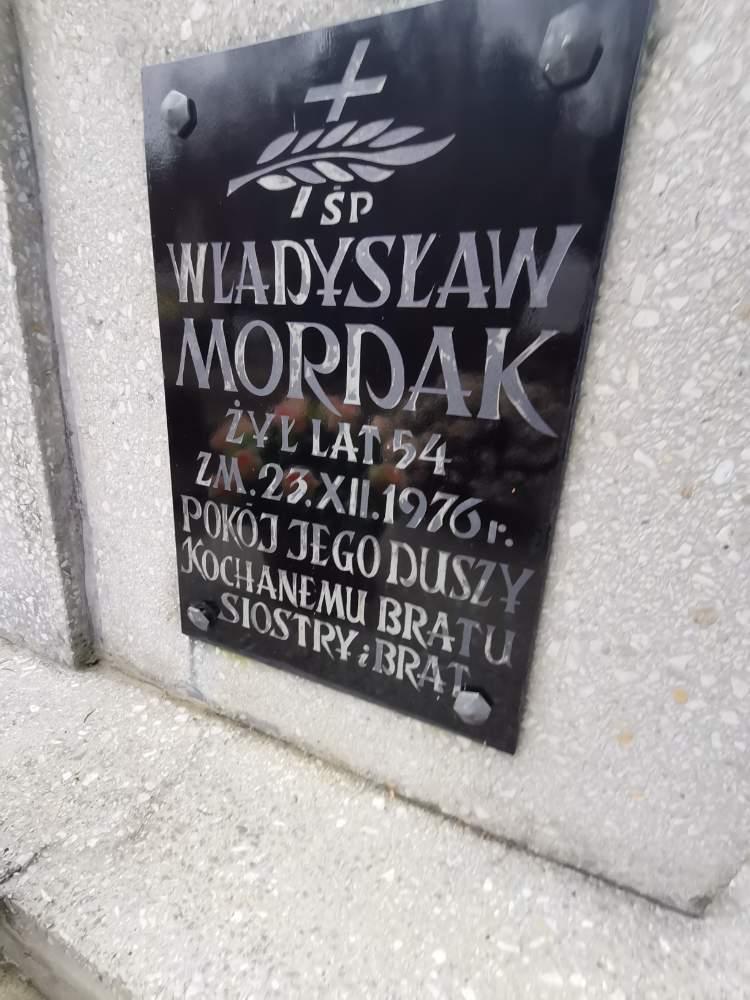 ŚP
WŁADYSŁAW
MORDAK
ŻYŁ LAT 54
ZM. 23.XII.1976 r.
POKÓJ JEGO DUSZY
KOCHANEMU BRATU
SIOSTRY i BRAT